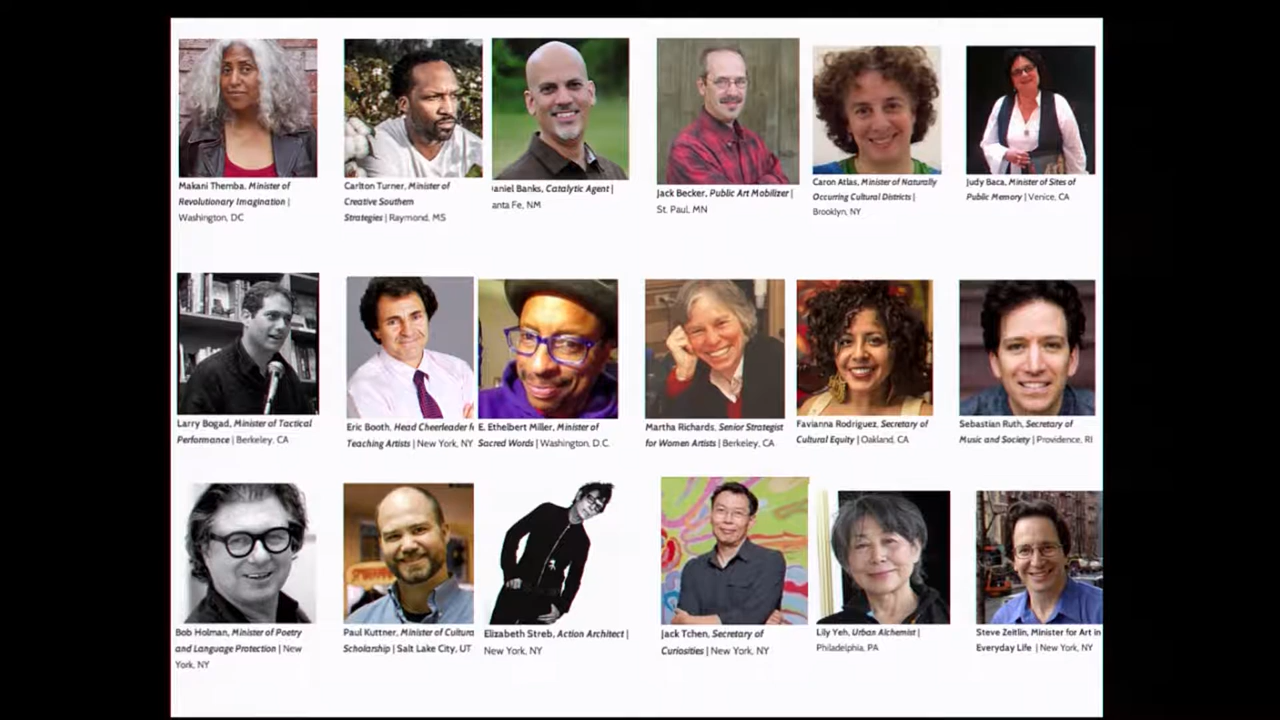 Makani Themba, Minister of
Revolutionary Imagination |
Washington, DC
Carlton Turner, Minister of
Creative Southern
Strategies | Raymond, MS
aniel Banks, Catalytic Agent |
anta Fe, NM
Jack Becker, Public Art Mobilizer |
St. Paul, MN
Caron Atlas, Minister of Naturally
Occurring Cultural Districts |
Brooklyn, NY
Judy Baca, Minister of Sites of
Public Memory | Venice, CA
Larry Bogad, Minister of Tactical
Performance | Berkeley, CA
Eric Booth, Head Cheerleader f
Teaching Artists | New York, NY
E. Ethelbert Miller, Minister of
Sacred Words | Washington, D.C.
Martha Richards, Senior Strategist
for Women Artists | Berkeley, CA
Favianna Rodriguez, Secretary of
Cultural Equity | Oakland, CA
Sebastian Ruth, Secretary of
Music and Society | Providence, RI
Bob Holman, Minister of Poetry
and Language Protection | New
York, NY
Paul Kuttner, Minister of Cultura
Scholarship | Salt Lake City, UT
Elizabeth Streb, Action Architect |
New York, NY
Jack Tchen, Secretary of
Curiosities | New York, NY
Lily Yeh, Urban Alchemist |
Philadelphia, PA
Steve Zeitlin, Minister for Art in
Everyday Life | New York, NY